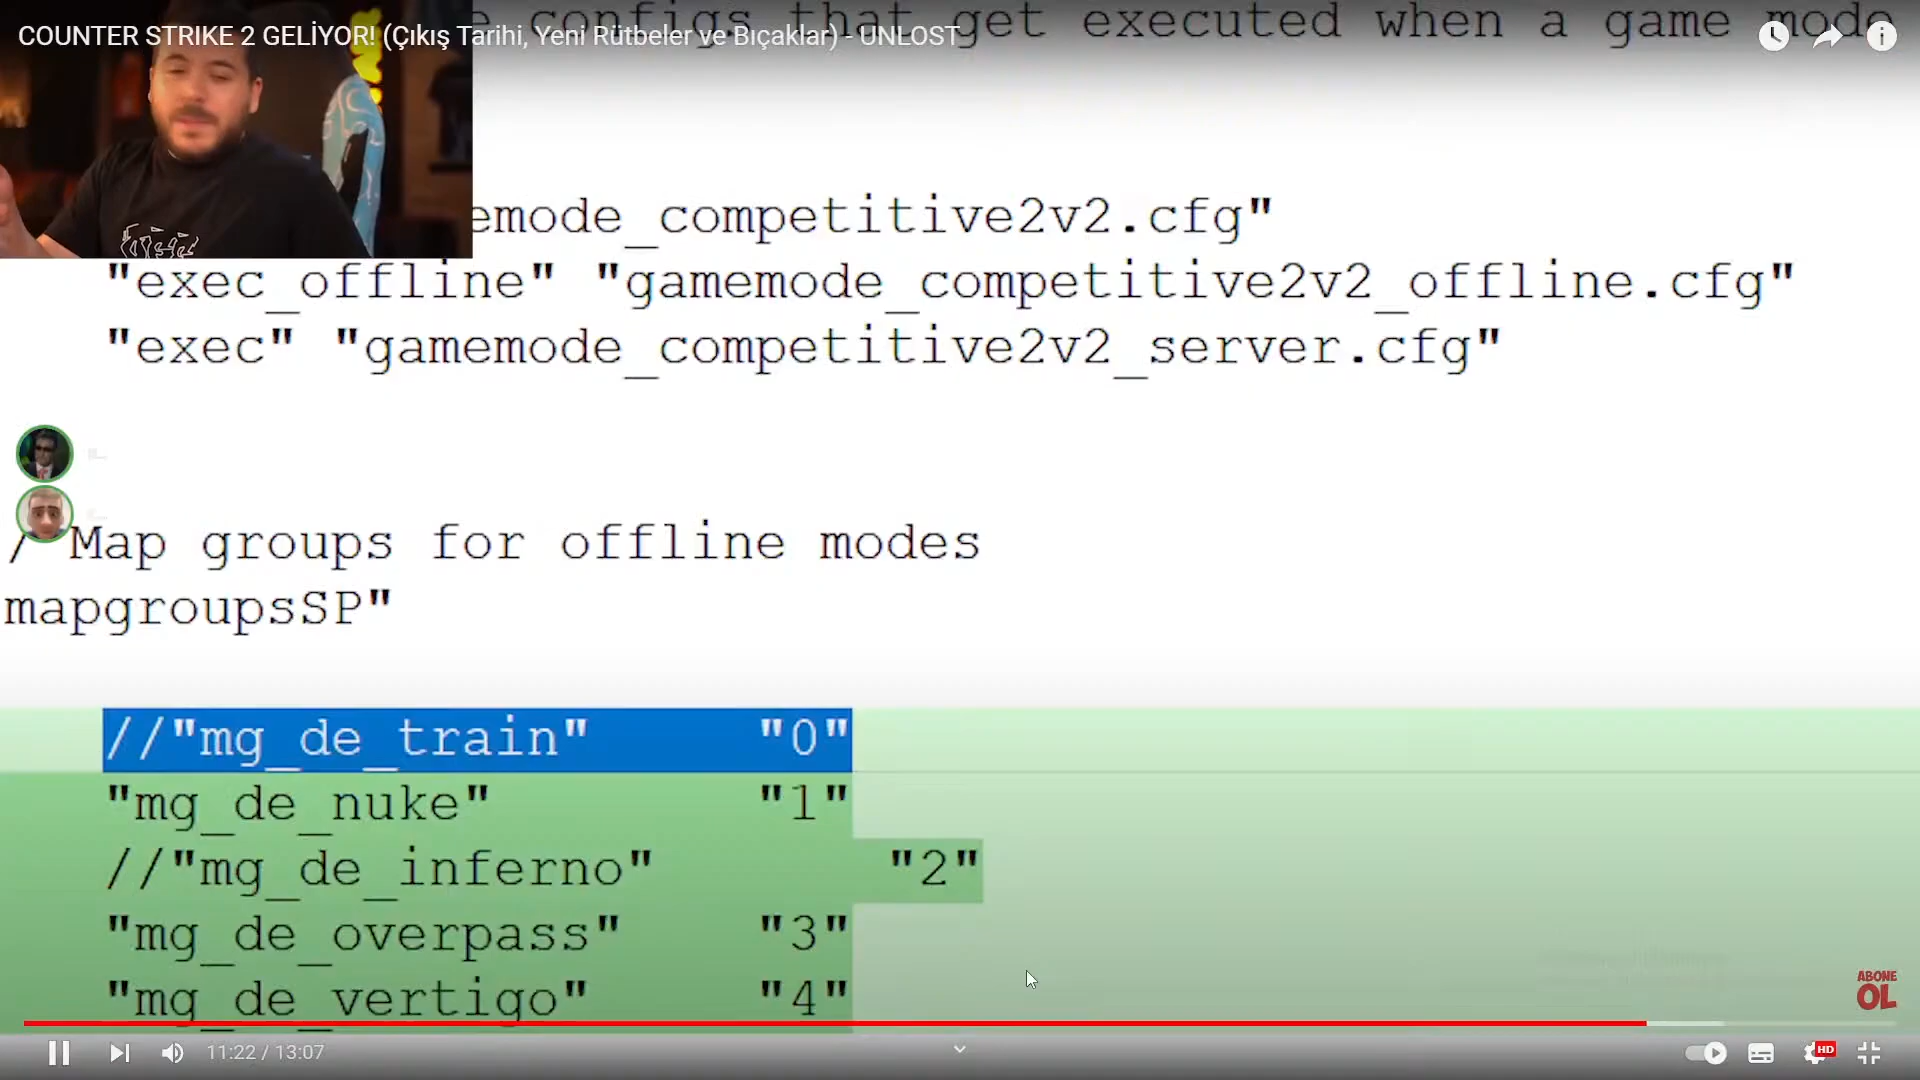 e configs that get executed when a game mode
COUNTER STRIKE 2 GELİYOR! (Çıkış Tarihi, Yeni Rütbeler ve Bıçaklar) - UNLOST
emode_competitive2v2.cfg"
"exec_offline" "gamemode_competitive2v2_offline.cfg"
"exec" "gamemode_competitive2v2_server.cfg"
/ Map groups for offline modes
mapgroupsSP"
//"mg_de_train" "0"
"mg_de_nuke" "1"
//"mg_de_inferno" "2"
"mg_de_overpass" "3"
"mg_de_vertigo" "4"
ABONE
OL
11:22 / 13:07
HD